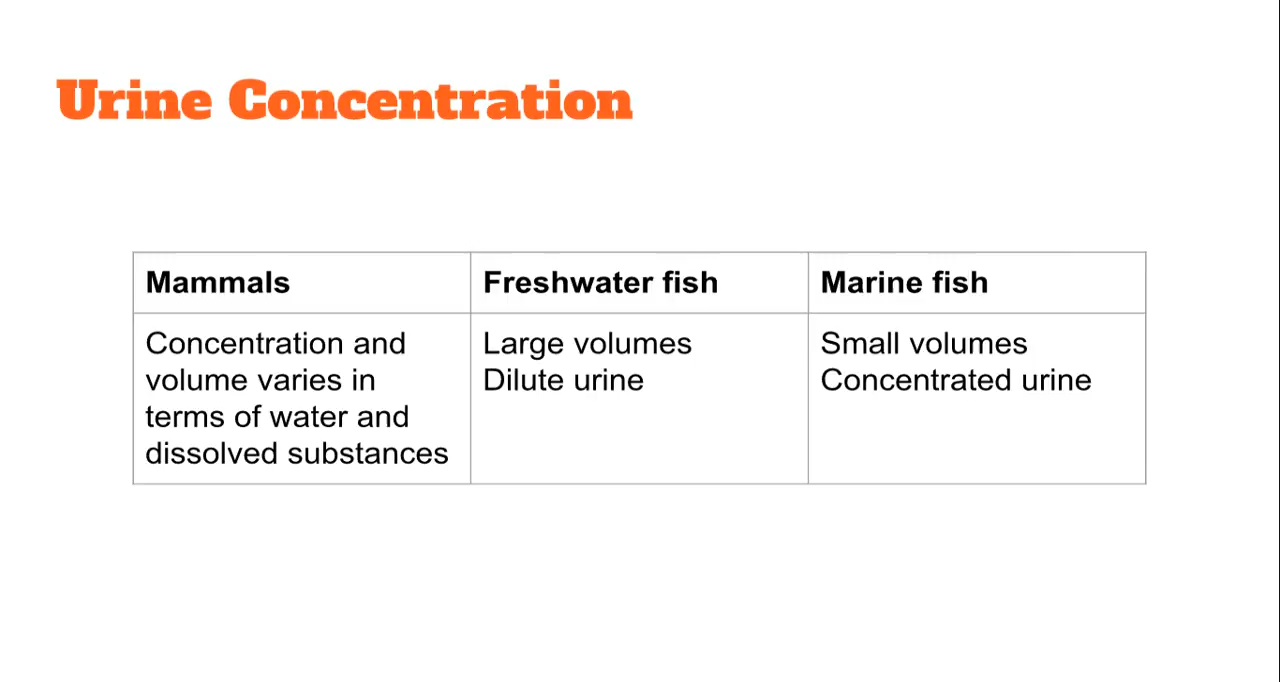 Urine Concentration
Mammals
Freshwater fish
Marine fish
Concentration and
volume varies in
terms of water and
dissolved substances
Large volumes
Dilute urine
Small volumes
Concentrated urine